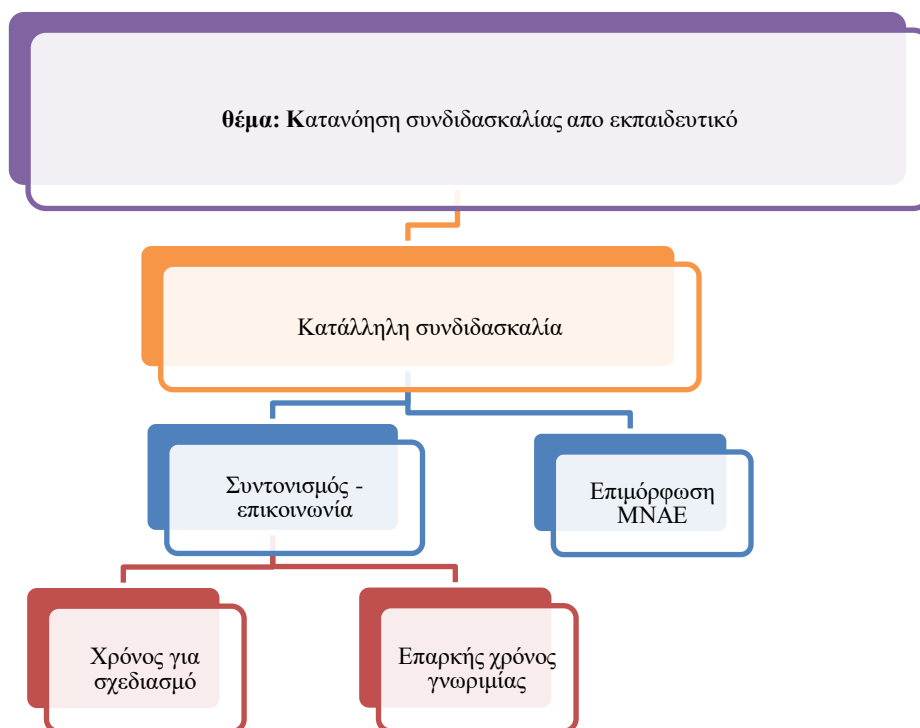 θέμα: Κατανόηση συνδιδασκαλίας απο εκπαιδευτικό
Κατάλληλη συνδιδασκαλία
Συντονισμός -
επικοινωνία
Επιμόρφωση
ΜΝΑΕ
Χρόνος για
σχεδιασμό
Επαρκής χρόνος
γνωριμίας